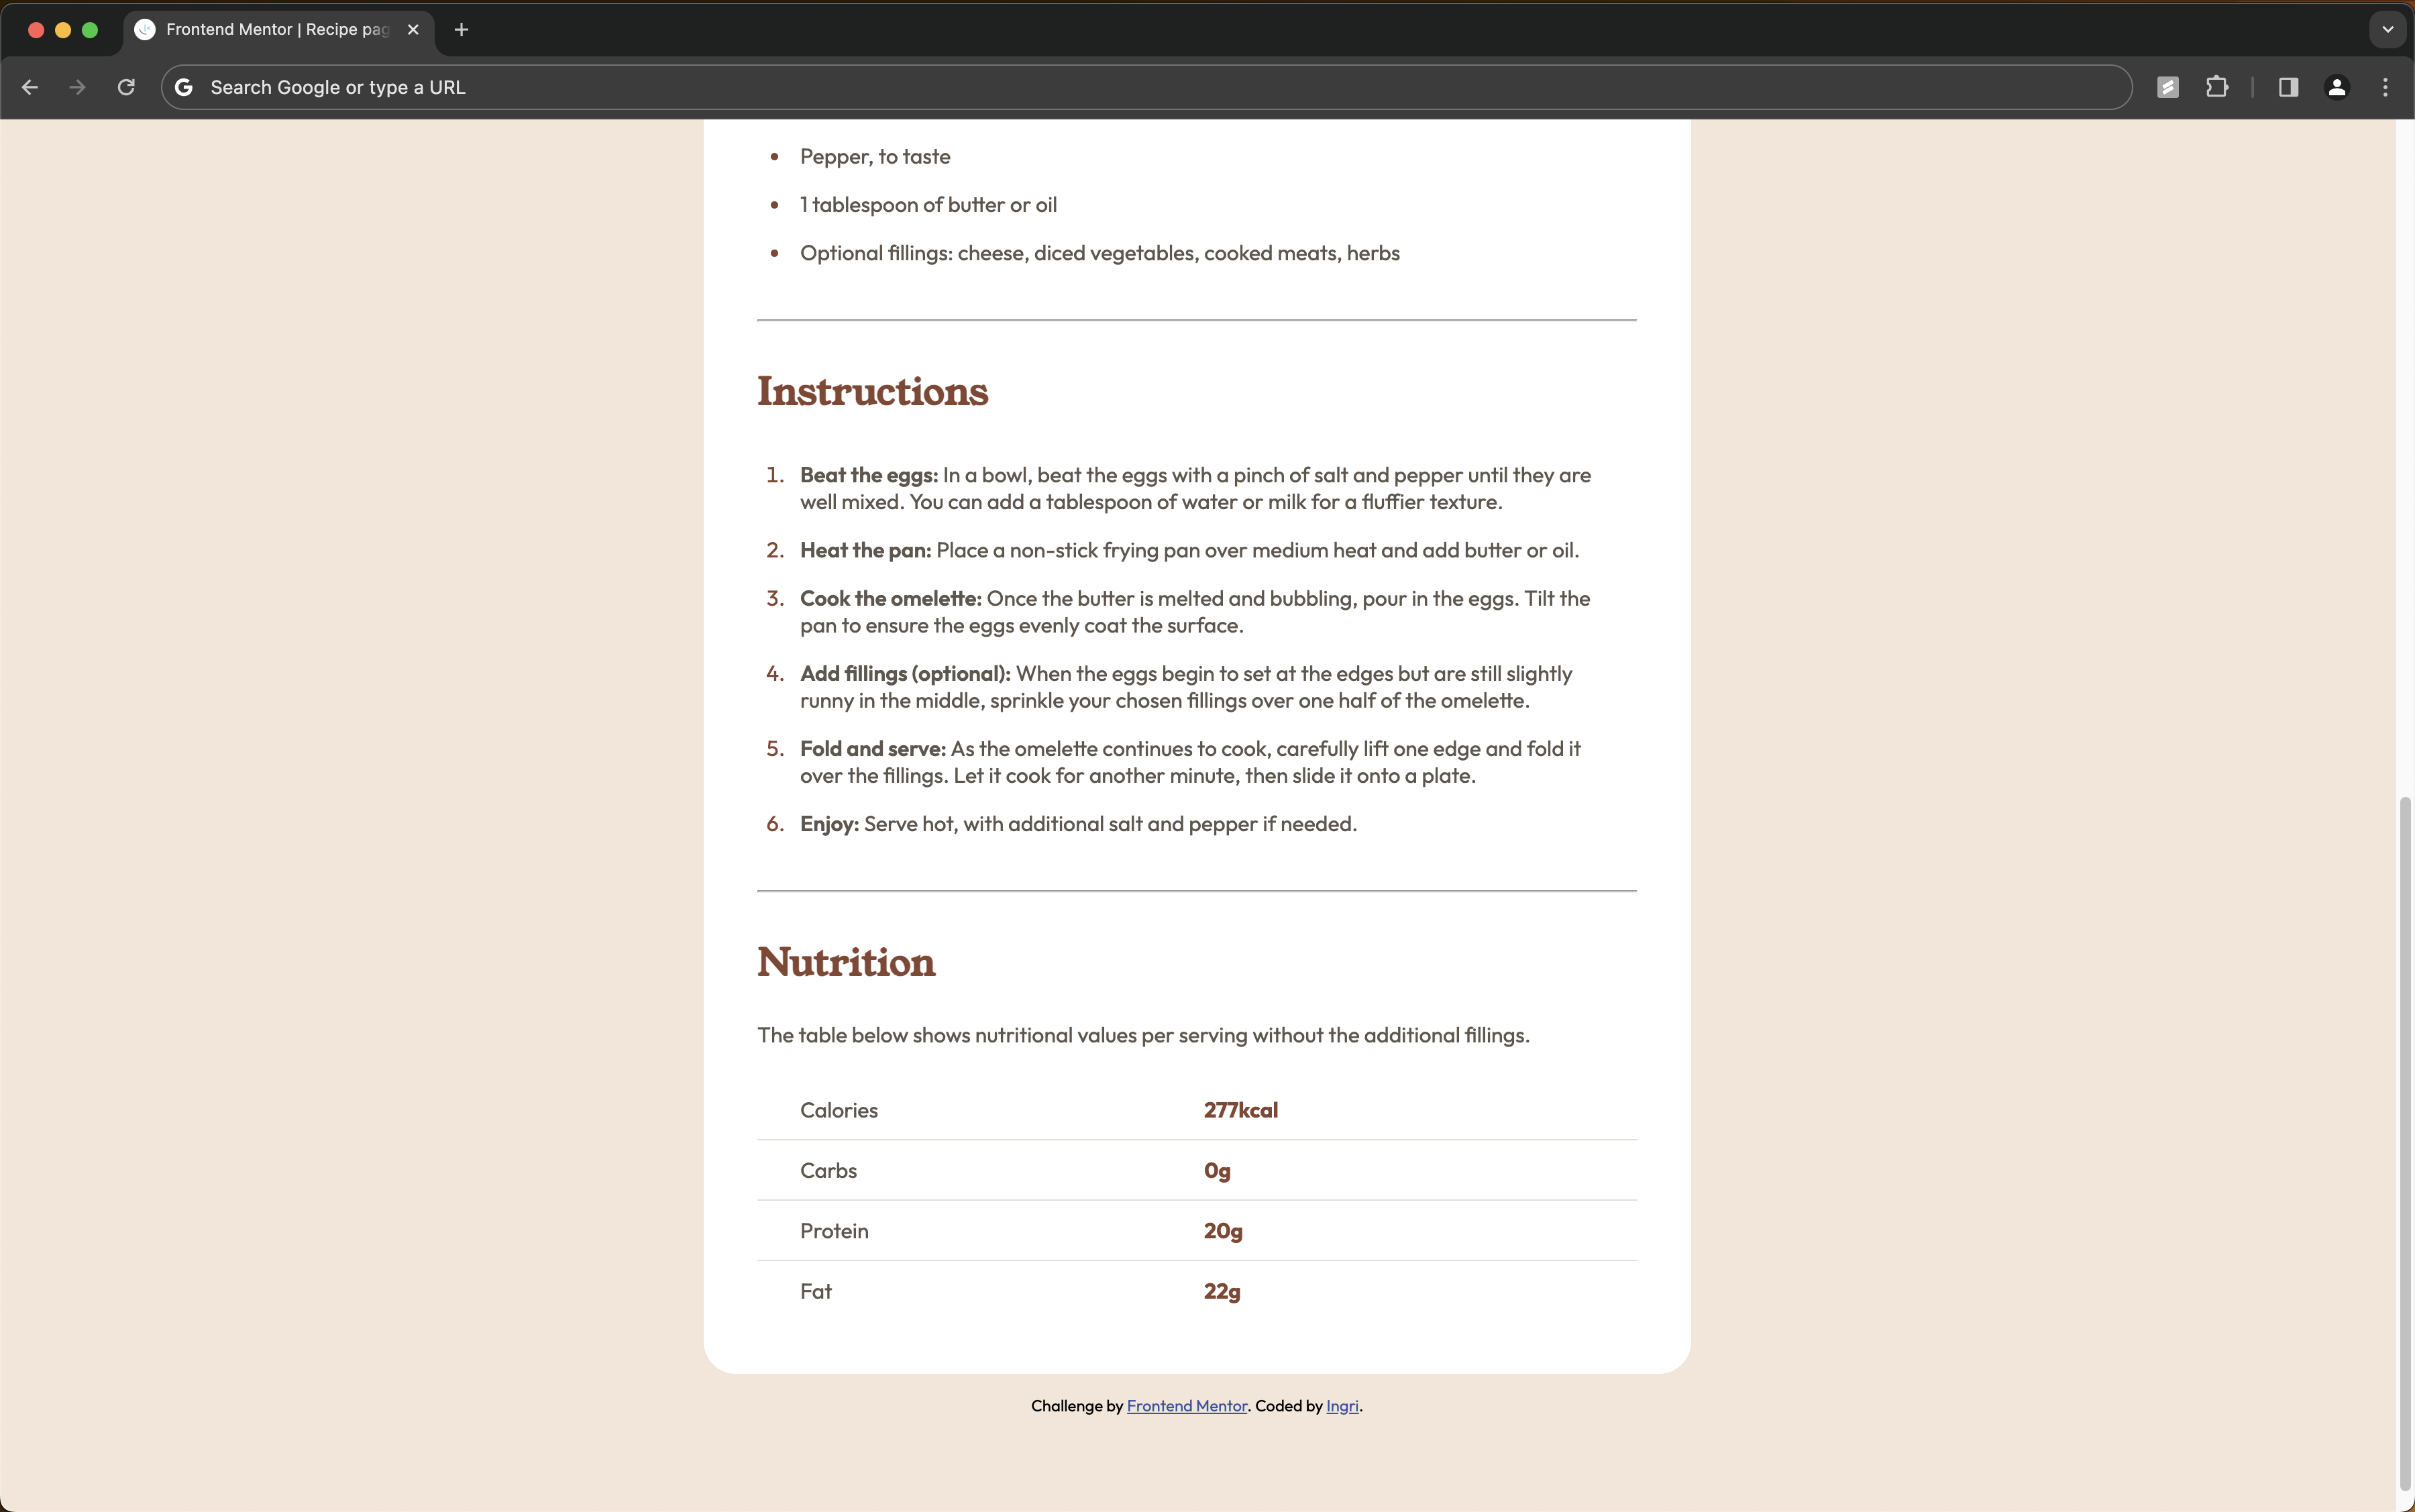 Frontend Mentor | Recipe pag
Search Google or type a URL
• Pepper, to taste
• 1 tablespoon of butter or oil
• Optional fillings: cheese, diced vegetables, cooked meats, herbs
Instructions
1. Beat the eggs: In a bowl, beat the eggs with a pinch of salt and pepper until they are
well mixed. You can add a tablespoon of water or milk for a fluffier texture.
2. Heat the pan: Place a non-stick frying pan over medium heat and add butter or oil.
3. Cook the omelette: Once the butter is melted and bubbling, pour in the eggs. Tilt the
pan to ensure the eggs evenly coat the surface.
4. Add fillings (optional): When the eggs begin to set at the edges but are still slightly
runny in the middle, sprinkle your chosen fillings over one half of the omelette.
5. Fold and serve: As the omelette continues to cook, carefully lift one edge and fold it
over the fillings. Let it cook for another minute, then slide it onto a plate.
6. Enjoy: Serve hot, with additional salt and pepper if needed.
Nutrition
The table below shows nutritional values per serving without the additional fillings.
Calories 277kcal
Carbs 0g
Protein 20g
Fat 22g
Challenge by Frontend Mentor. Coded by Ingri.